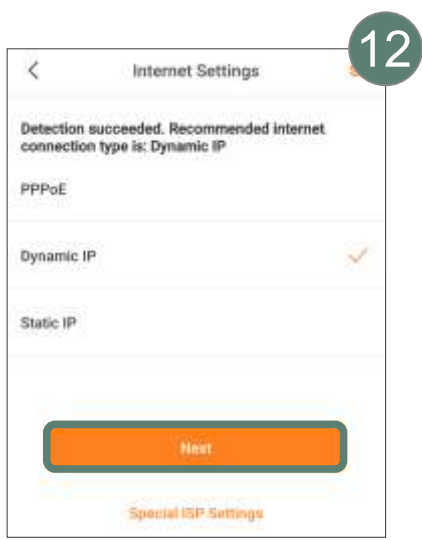 12
Internet Settings
Detection succeeded. Recommended internet
connection type is: Dynamic IP
PPPoE
Dynamic IP
Static IP
Next
Special ISP Settings